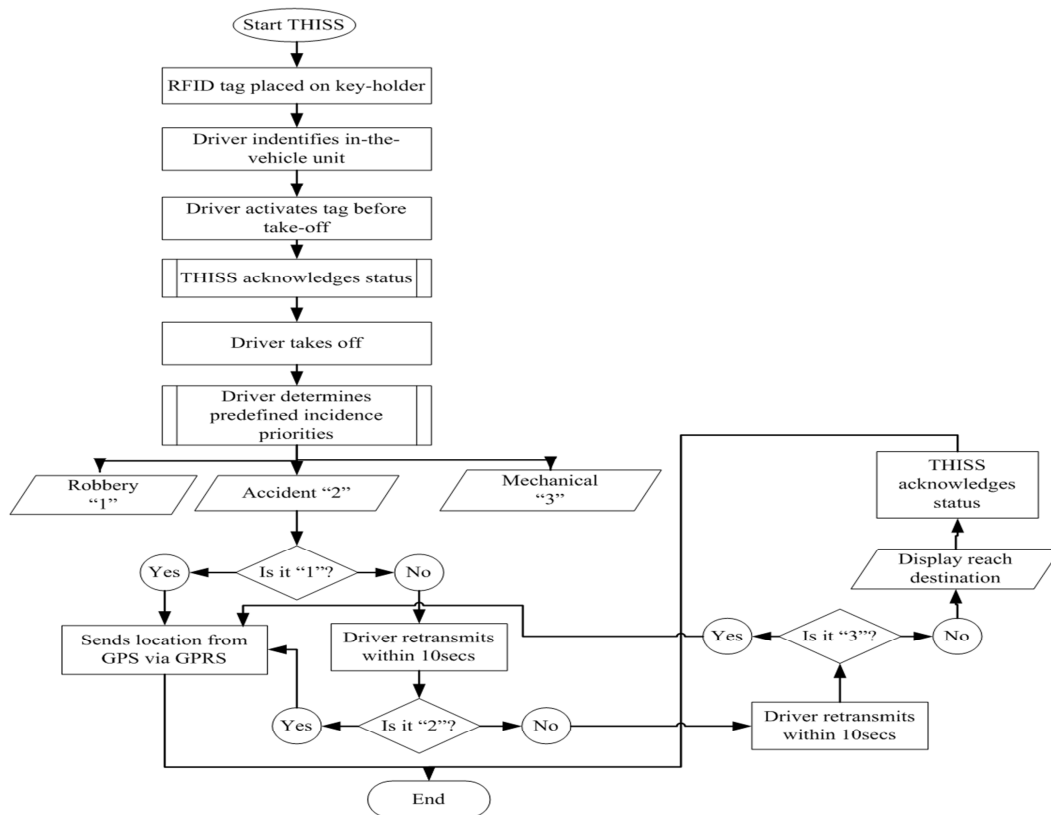 Start THISS
RFID tag placed on key-holder
Driver indentifies in-the-
vehicle unit
Driver activates tag before
take-off
THISS acknowledges status
Driver takes off
Driver determines
predefined incidence
priorities
Robbery
“1”
Accident “2”
Mechanical
“3”
THISS
acknowledges
status
Display reach
destination
Yes
Is it “1”?
No
Sends location from
GPS via GPRS
Driver retransmits
within 10secs
Yes
Is it “3”?
No
Yes
Is it “2”?
No
Driver retransmits
within 10secs
End